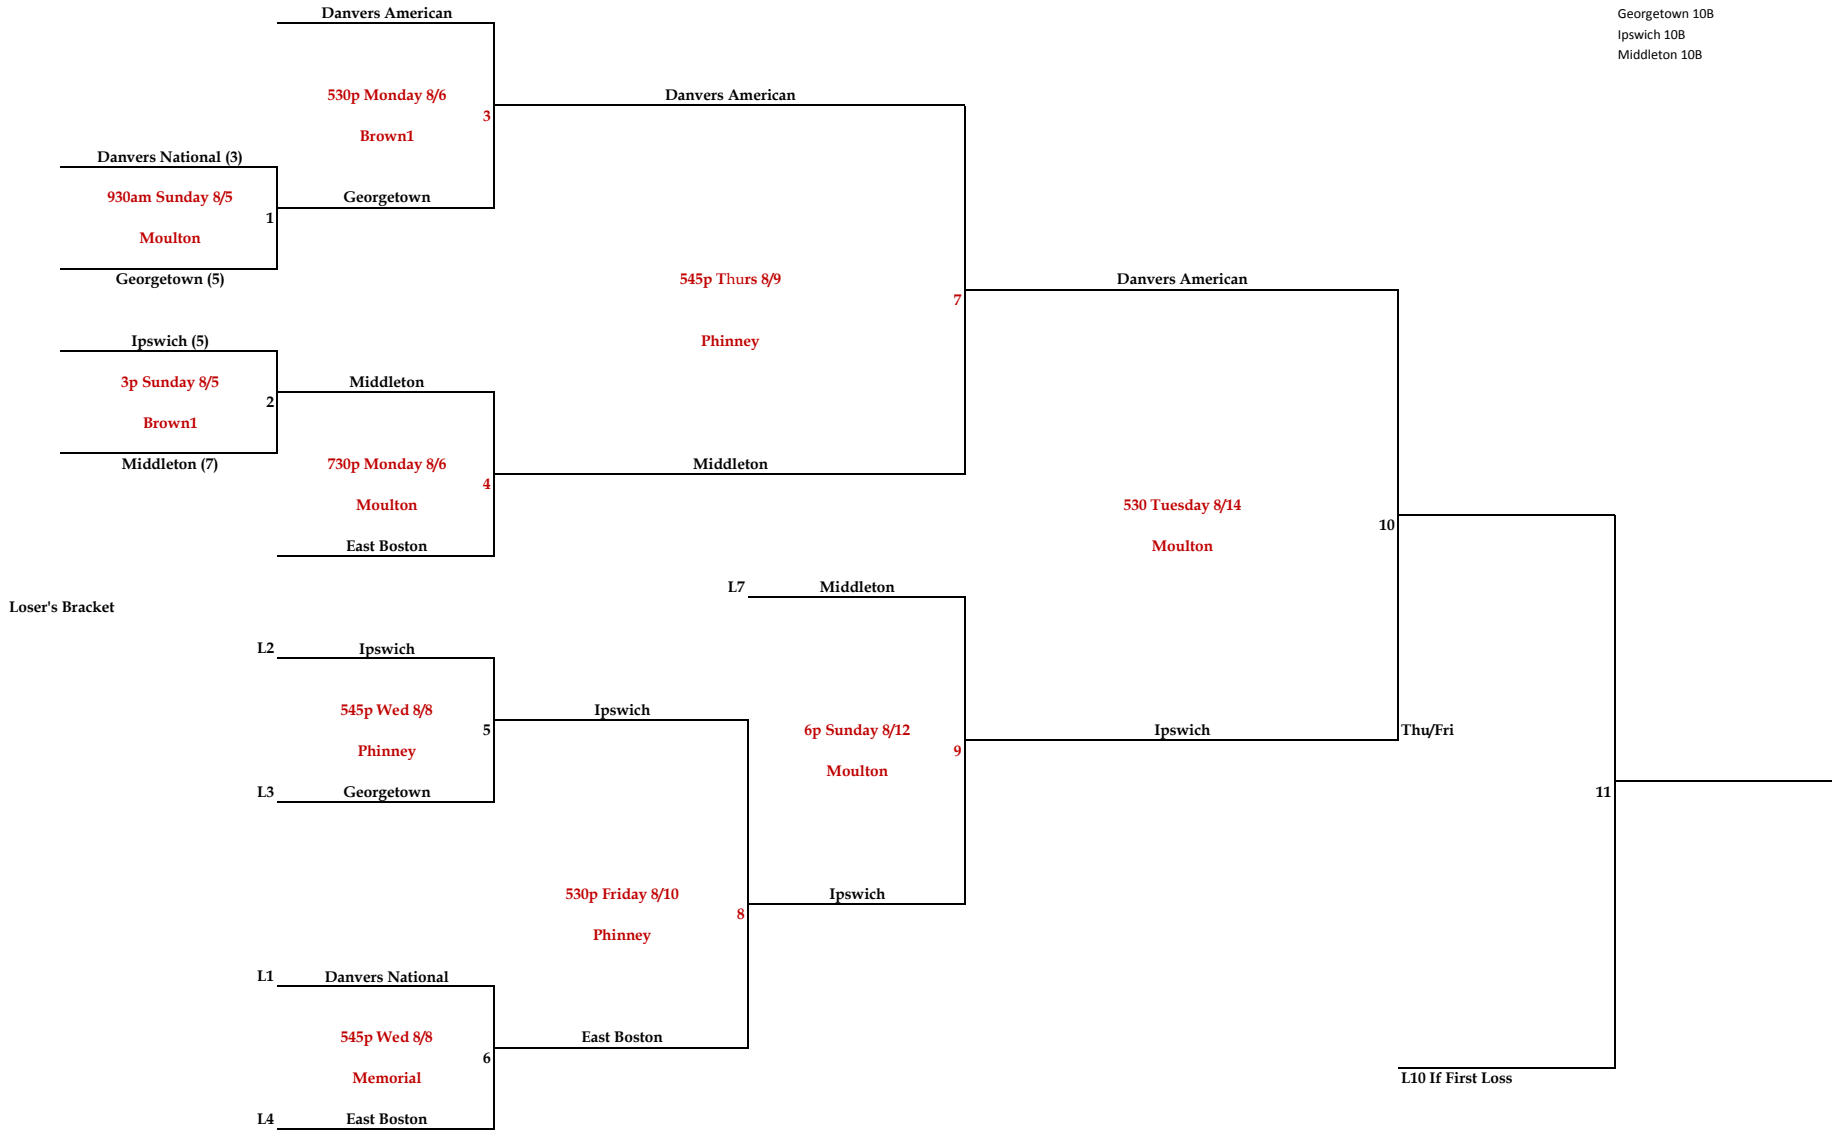 Danvers American
Georgetown 10B
Ipswich 10B
Middleton 10B
530p Monday 8/6
3
Brown1
Danvers American
Danvers National (3)
930am Sunday 8/5
1
Moulton
Georgetown (5)
Georgetown
545p Thurs 8/9
7
Phinney
Danvers American
Ipswich (5)
3p Sunday 8/5
2
Brown1
Middleton (7)
Middleton
730p Monday 8/6
4
Moulton
East Boston
Middleton
530 Tuesday 8/14
10
Moulton
L7 Middleton
Loser's Bracket
L2 Ipswich
545p Wed 8/8
5
Phinney
L3 Georgetown
Ipswich
6p Sunday 8/12
9
Moulton
Ipswich
Thu/Fri
11
530p Friday 8/10
8
Phinney
Ipswich
L1 Danvers National
545p Wed 8/8
6
Memorial
L4 East Boston
East Boston
L10 If First Loss